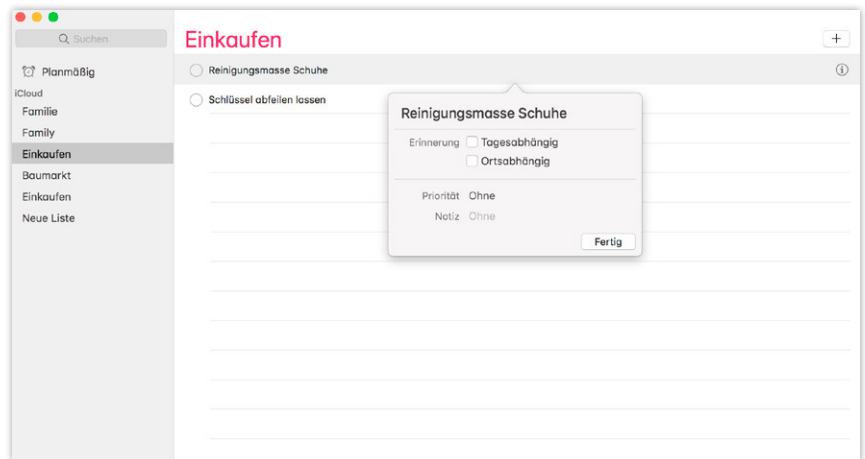 Suchen
Planmäßig
iCloud
Familie
Family
Einkaufen
Baumarkt
Einkaufen
Neue Liste
Einkaufen
+
Reinigungsmasse Schuhe
Schlüssel abfeilen lassen
Reinigungsmasse Schuhe
Erinnerung Tagesabhängig
Ortsabhängig
Priorität Ohne
Notiz Ohne
Fertig